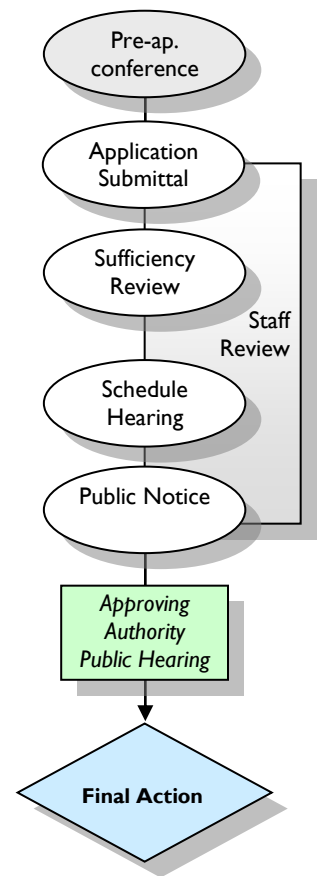 Pre-ap.
conference
Application
Submittal
Sufficiency
Review
Staff
Review
Schedule
Hearing
Public Notice
Approving
Authority
Public Hearing
Final Action